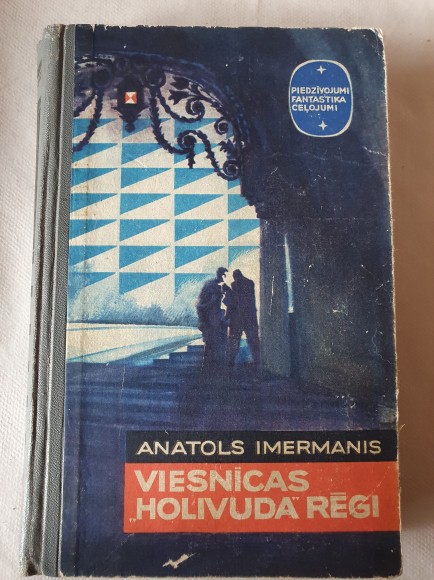 PIEDZĪVOJUMI
FANTASTIKA
CEĻOJUMI
ANATOLS IMERMANIS
VIESNĪCAS
„HOLIVUDA” RĒGI